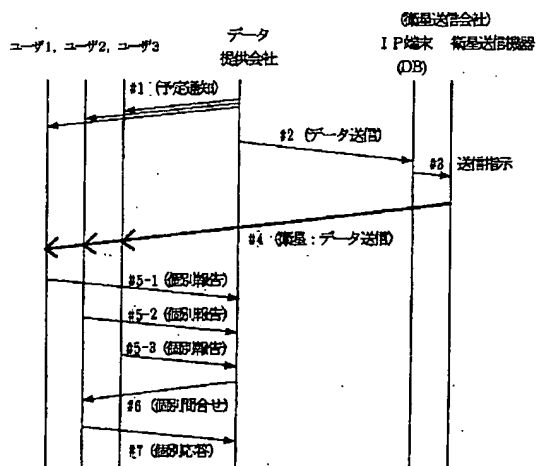 (衛星送信会社)
ユーザ1, ユーザ2, ユーザ3
データ
提供会社
IP端末 衛星送信機器
(DB)
#1 (予定通知)
#2 (データ送信)
#3 送信指示
#4 (衛星:データ送信)
#5-1 (個別報告)
#5-2 (個別報告)
#5-3 (個別報告)
#6 (個別問合せ)
#7 (個別応答)